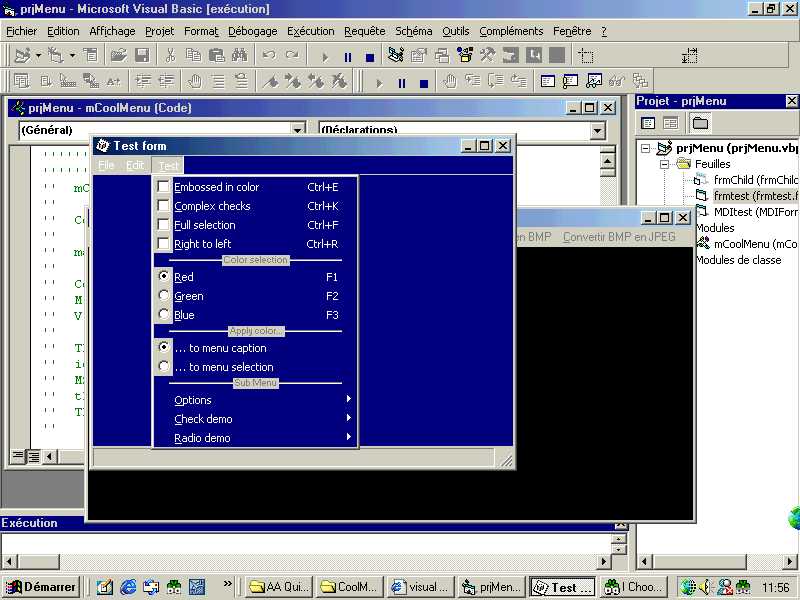 prjMenu - Microsoft Visual Basic [exécution]
Fichier Edition Affichage Projet Format Débogage Exécution Requête Schéma Outils Compléments Fenêtre ?
prjMenu - mCoolMenu (Code)
(Général) (Déclarations)
Test form
File Edit Test
Embossed in color Ctrl+E
Complex checks Ctrl+K
Full selection Ctrl+F
Right to left Ctrl+R
Color selection
Red F1
Green F2
Blue F3
Apply color...
... to menu caption
... to menu selection
Sub Menu
Options
Check demo
Radio demo
en BMP Convertir BMP en JPEG
Projet - prjMenu
prjMenu (prjMenu.vbp
Feuilles
frmChild (frmChild
frmtest (frmtest.f
MDItest (MDIForm
Modules
mCoolMenu (mCo
Modules de classe
Exécution
Démarrer AA Qui... CoolM... visual ... prjMen... Test ... I Choo... 11:56